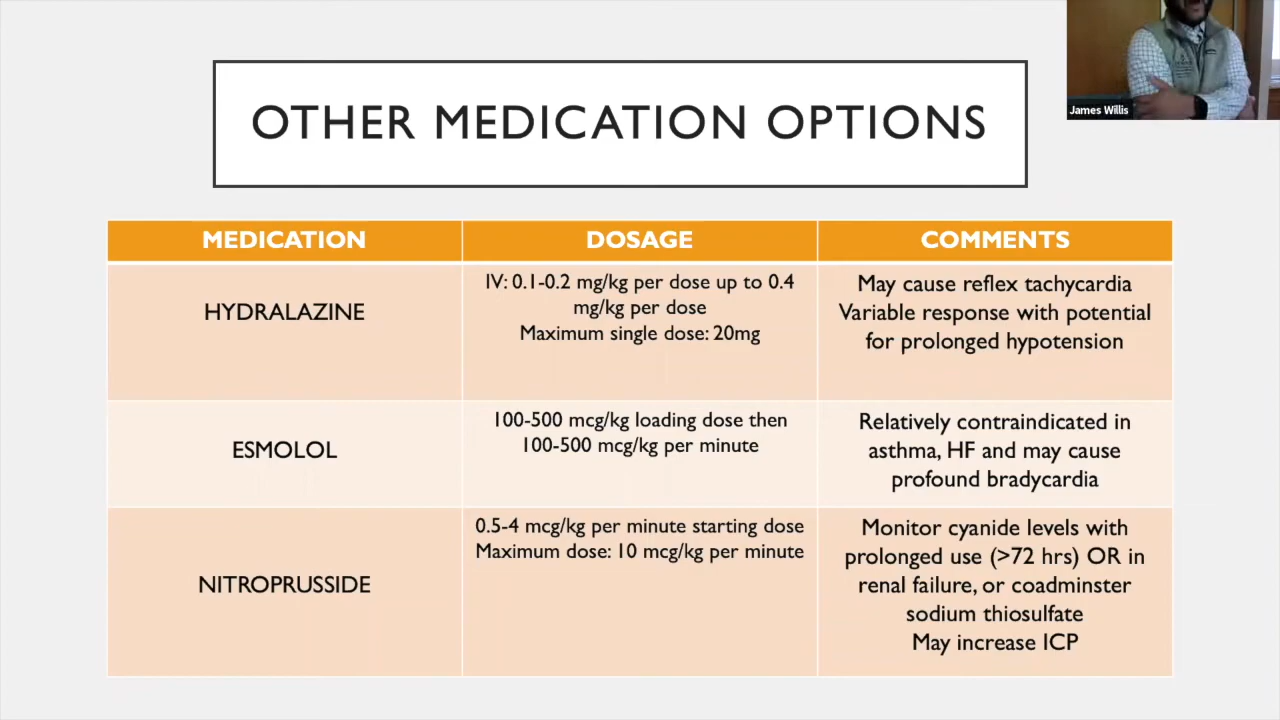 James Willis
OTHER MEDICATION OPTIONS
MEDICATION
DOSAGE
COMMENTS
HYDRALAZINE
IV: 0.1-0.2 mg/kg per dose up to 0.4
mg/kg per dose
Maximum single dose: 20mg
May cause reflex tachycardia
Variable response with potential
for prolonged hypotension
ESMOLOL
100-500 mcg/kg loading dose then
100-500 mcg/kg per minute
Relatively contraindicated in
asthma, HF and may cause
profound bradycardia
NITROPRUSSIDE
0.5-4 mcg/kg per minute starting dose
Maximum dose: 10 mcg/kg per minute
Monitor cyanide levels with
prolonged use (>72 hrs) OR in
renal failure, or coadminster
sodium thiosulfate
May increase ICP